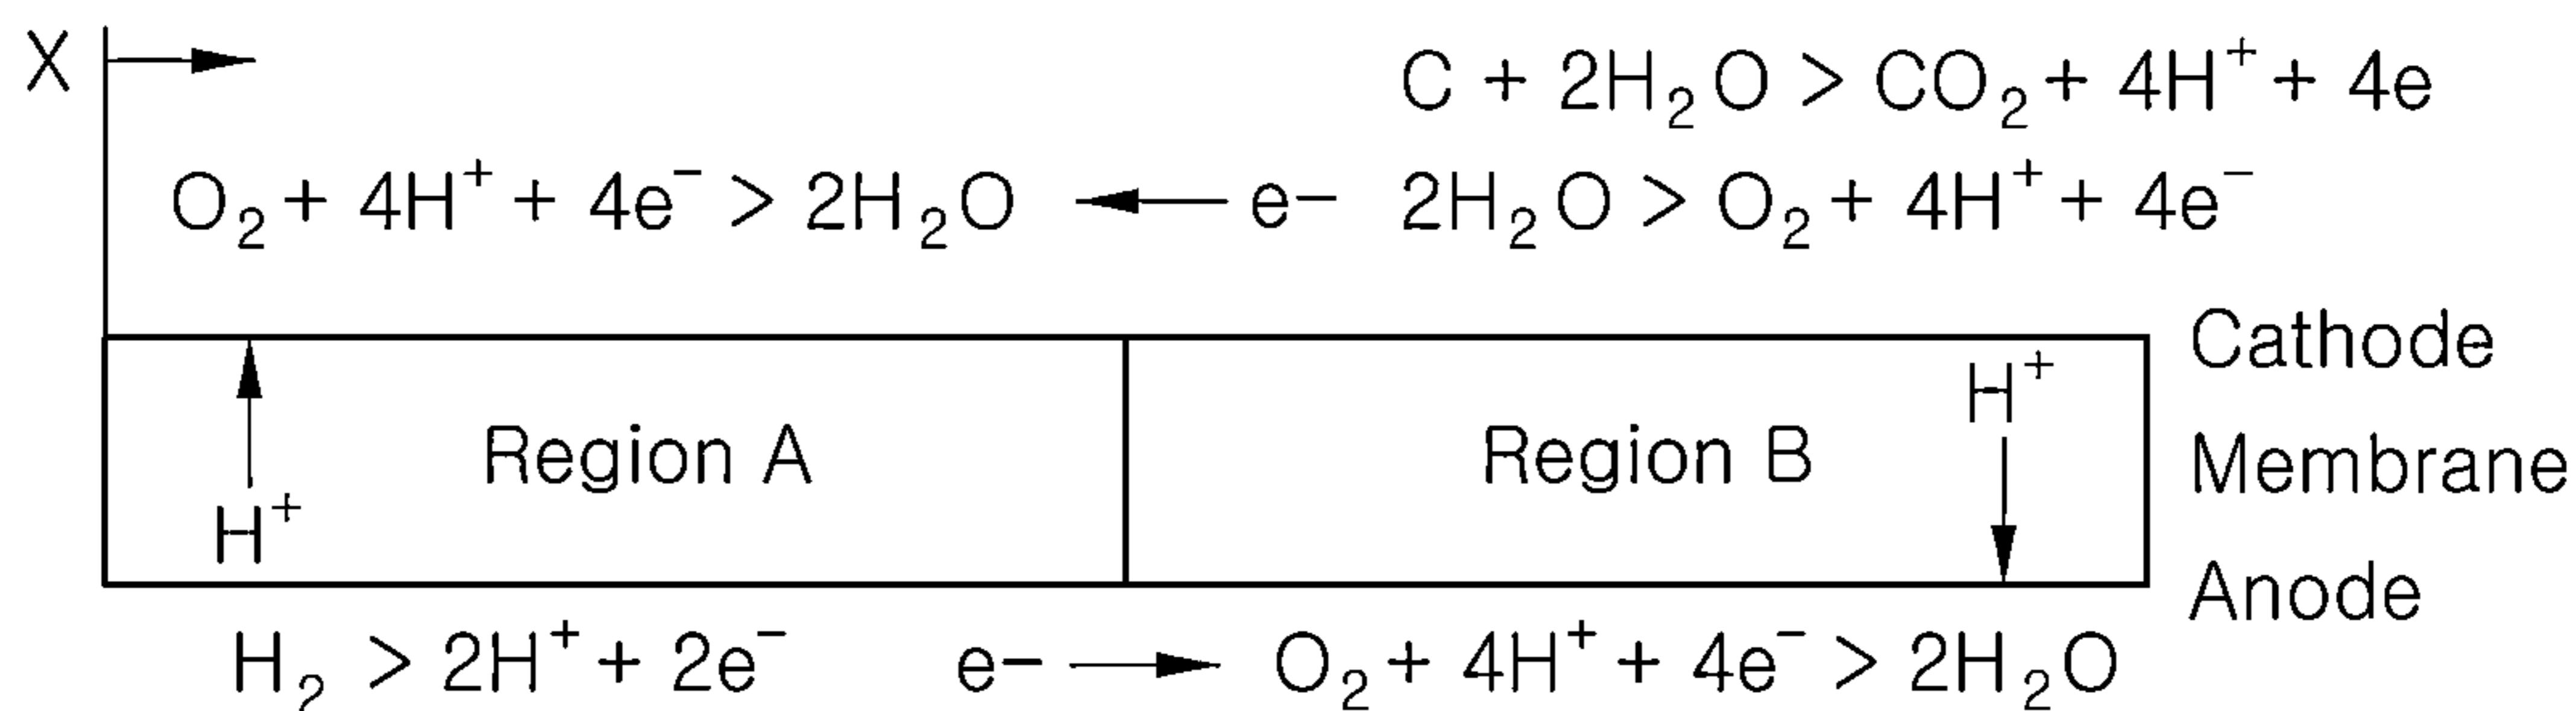 X
C + 2H₂O > CO₂ + 4H⁺ + 4e
O₂ + 4H⁺ + 4e⁻ > 2H₂O e− 2H₂O > O₂ + 4H⁺ + 4e⁻
Cathode
H⁺
Region A Region B Membrane
H⁺
Anode
H₂ > 2H⁺ + 2e⁻ e− O₂ + 4H⁺ + 4e⁻ > 2H₂O